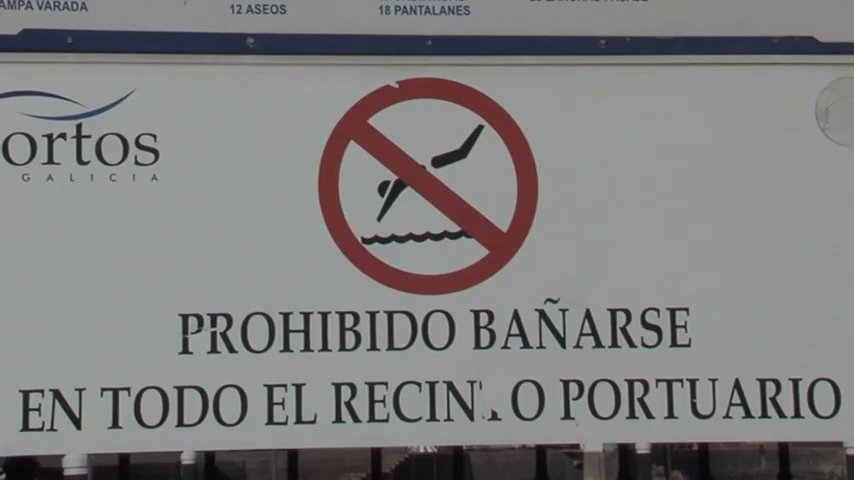 AMPA VARADA
12 ASEOS
18 PANTALANES
ortos
GALICIA
PROHIBIDO BAÑARSE
EN TODO EL RECINTO PORTUARIO